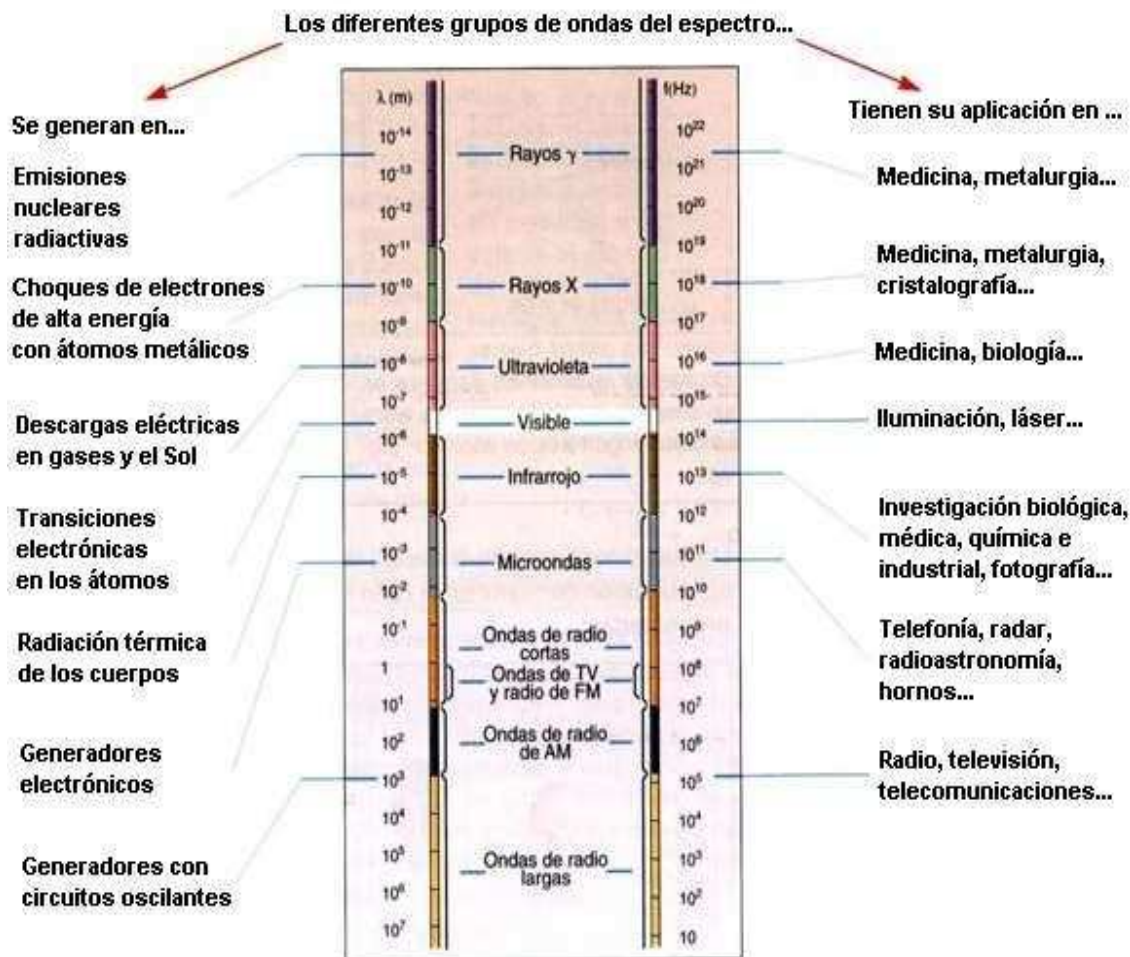 Los diferentes grupos de ondas del espectro...
Se generan en...
Emisiones
nucleares
radiactivas
Choques de electrones
de alta energía
con átomos metálicos
Descargas eléctricas
en gases y el Sol
Transiciones
electrónicas
en los átomos
Radiación térmica
de los cuerpos
Generadores
electrónicos
Generadores con
circuitos oscilantes
λ (m)
10⁻¹⁴
10⁻¹³
10⁻¹²
10⁻¹¹
10⁻¹⁰
10⁻⁹
10⁻⁸
10⁻⁷
10⁻⁶
10⁻⁵
10⁻⁴
10⁻³
10⁻²
10⁻¹
1
10¹
10²
10³
10⁴
10⁵
10⁶
10⁷
Rayos γ
Rayos X
Ultravioleta
Visible
Infrarrojo
Microondas
Ondas de radio
cortas
Ondas de TV
y radio de FM
Ondas de radio
de AM
Ondas de radio
largas
f(Hz)
10²²
10²¹
10²⁰
10¹⁹
10¹⁸
10¹⁷
10¹⁶
10¹⁵
10¹⁴
10¹³
10¹²
10¹¹
10¹⁰
10⁹
10⁸
10⁷
10⁶
10⁵
10⁴
10³
10²
10
Tienen su aplicación en ...
Medicina, metalurgia...
Medicina, metalurgia,
cristalografía...
Medicina, biología...
Iluminación, láser...
Investigación biológica,
médica, química e
industrial, fotografía...
Telefonía, radar,
radioastronomía,
hornos...
Radio, televisión,
telecomunicaciones...